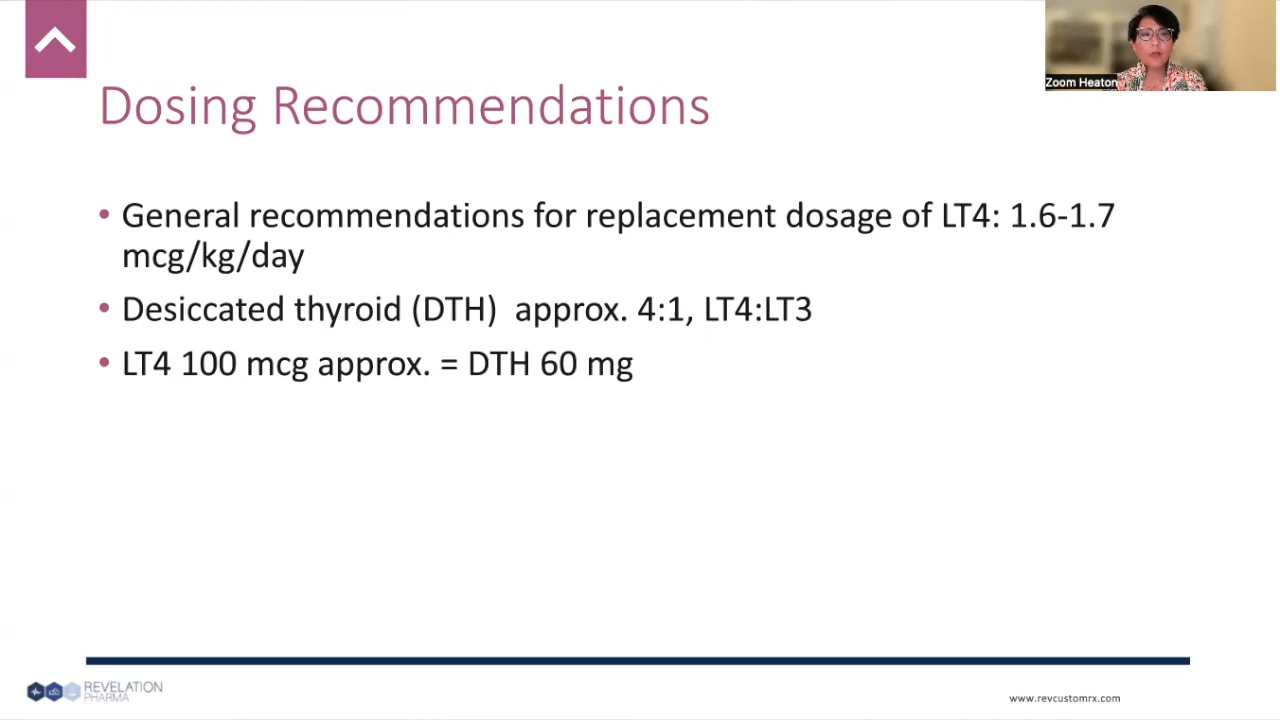 Zoom Heaton
Dosing Recommendations
• General recommendations for replacement dosage of LT4: 1.6-1.7
mcg/kg/day
• Desiccated thyroid (DTH)  approx. 4:1, LT4:LT3
• LT4 100 mcg approx. = DTH 60 mg
REVELATION
PHARMA
www.revcustomrx.com